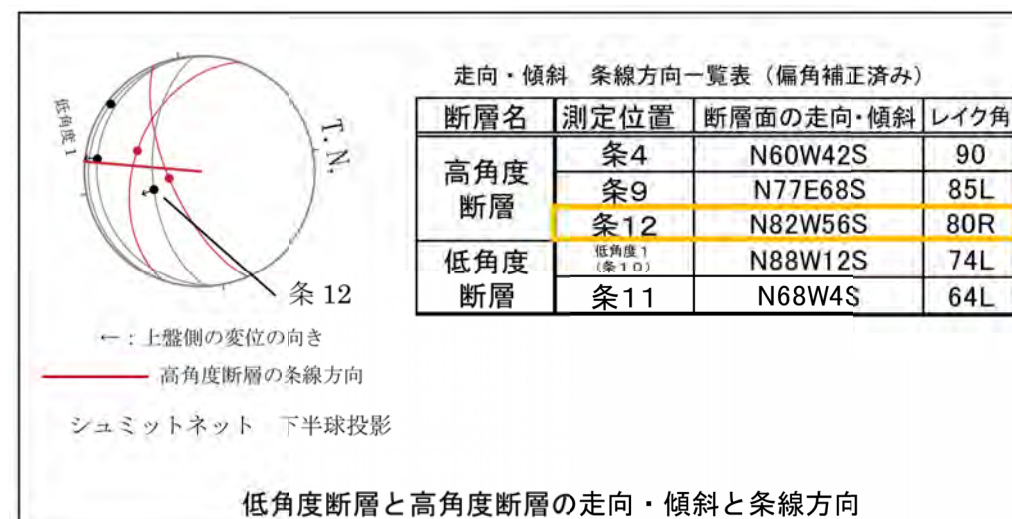 走向・傾斜 条線方向一覧表（偏角補正済み）
断層名 測定位置 断層面の走向・傾斜 レイク角
高角度断層 条4 N60W42S 90
条9 N77E68S 85L
条12 N82W56S 80R
低角度断層 低角度1（条10） N88W12S 74L
条11 N68W4S 64L
低角度1
T. N.
条 12
←：上盤側の変位の向き
高角度断層の条線方向
シュミットネット 下半球投影
低角度断層と高角度断層の走向・傾斜と条線方向